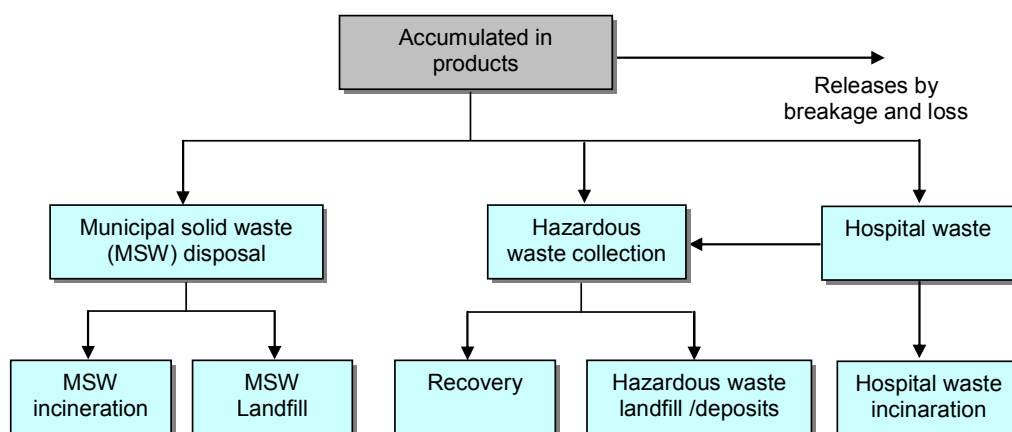 Accumulated in
products
Releases by
breakage and loss
Municipal solid waste
(MSW) disposal
Hazardous
waste collection
Hospital waste
MSW
incineration
MSW
Landfill
Recovery
Hazardous waste
landfill /deposits
Hospital waste
incinaration